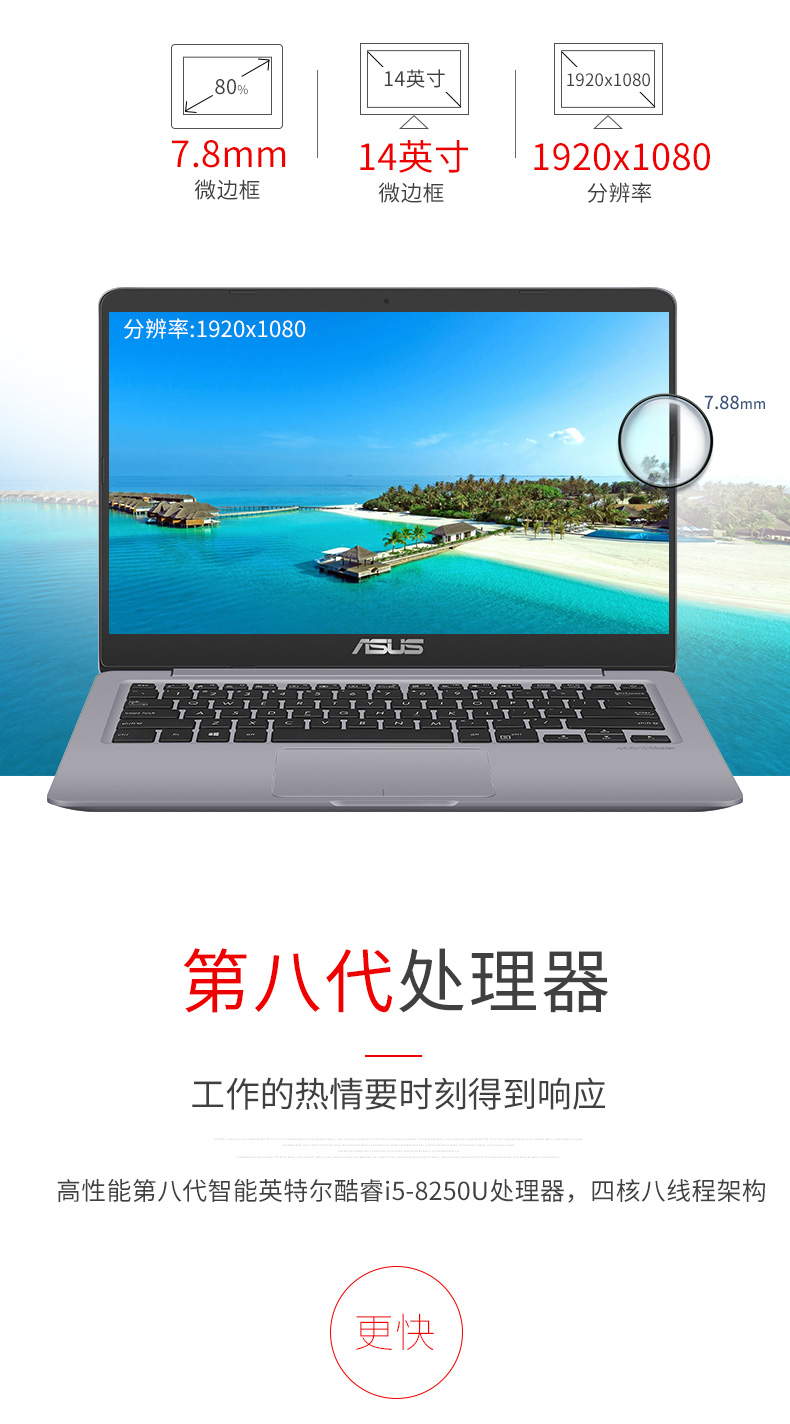 80%
14英寸
1920x1080
7.8mm
14英寸
1920x1080
微边框
微边框
分辨率
分辨率:1920x1080
7.88mm
ASUS
第八代处理器
工作的热情要时刻得到响应
高性能第八代智能英特尔酷睿i5-8250U处理器，四核八线程架构
更快